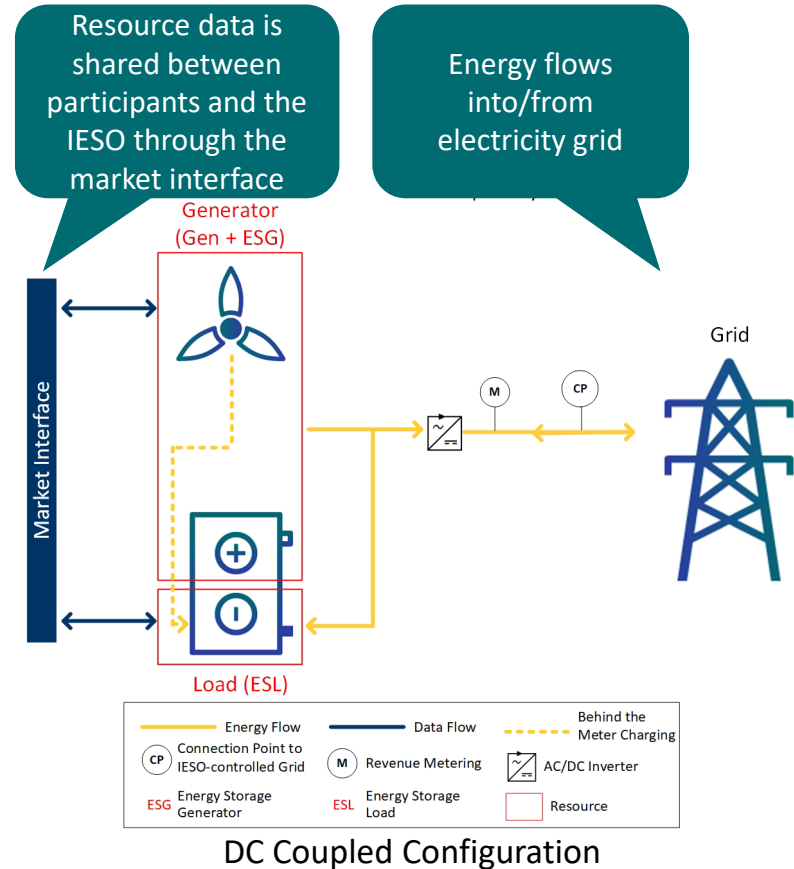 Resource data is
shared between
participants and the
IESO through the
market interface
Energy flows
into/from
electricity grid
Generator
(Gen + ESG)
Market Interface
Grid
M
CP
Load (ESL)
Energy Flow
Data Flow
Behind the
Meter Charging
CP Connection Point to
IESO-controlled Grid
M Revenue Metering
AC/DC Inverter
ESG Energy Storage
Generator
ESL Energy Storage
Load
Resource
DC Coupled Configuration